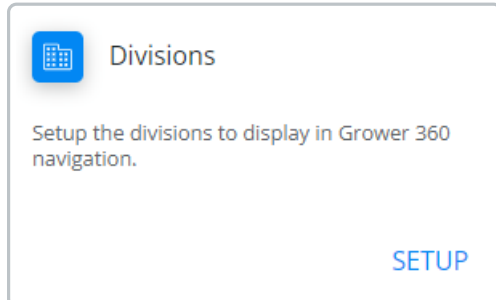 Divisions
Setup the divisions to display in Grower 360
navigation.
SETUP